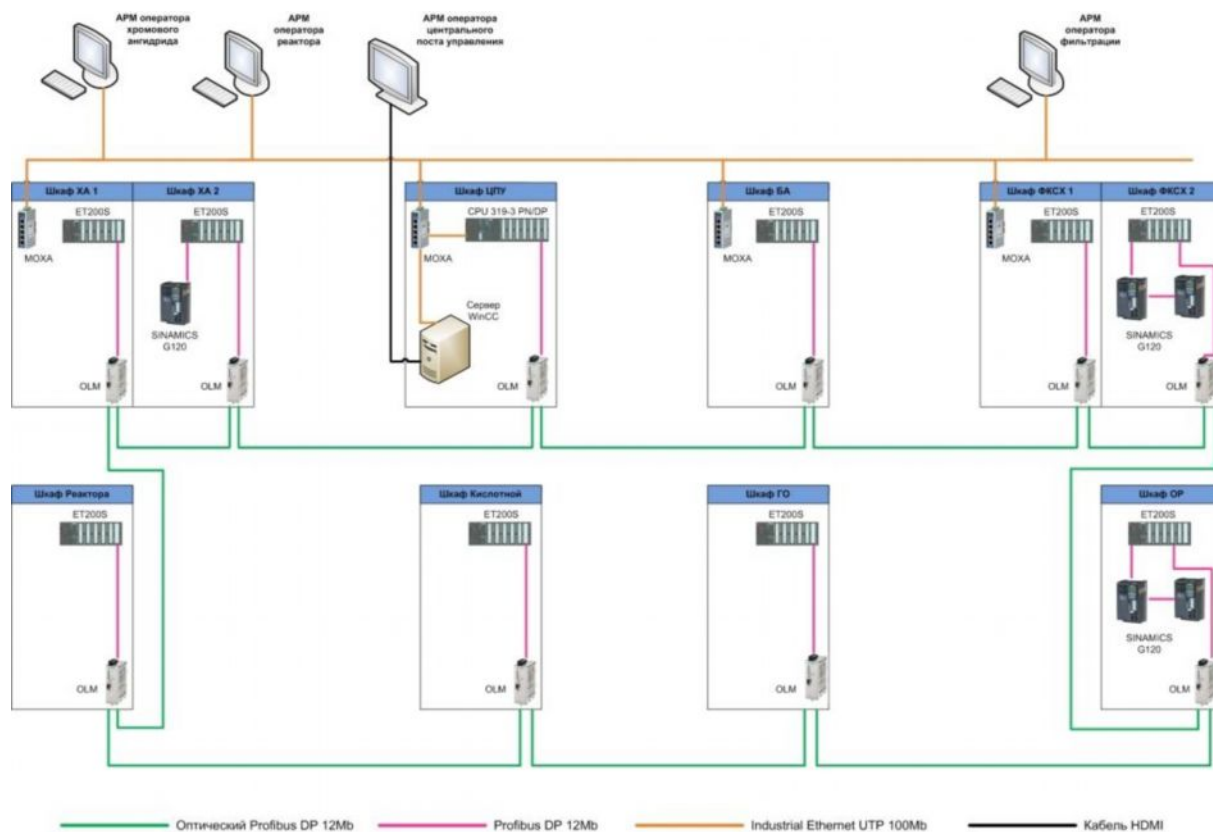 АРМ оператора
хромового
ангидрида
АРМ
оператора
реактора
АРМ оператора
центрального
поста управления
АРМ
оператора
фильтрации
Шкаф ХА 1
Шкаф ХА 2
Шкаф ЦПУ
Шкаф БА
Шкаф ФКСХ 1
Шкаф ФКСХ 2
ET200S
ET200S
CPU 319-3 PN/DP
ET200S
ET200S
ET200S
MOXA
MOXA
MOXA
MOXA
SINAMICS
G120
Сервер
WinCC
SINAMICS
G120
OLM
OLM
OLM
OLM
OLM
OLM
Шкаф Реактора
Шкаф Кислотной
Шкаф ГО
Шкаф ОР
ET200S
ET200S
ET200S
ET200S
SINAMICS
G120
OLM
OLM
OLM
OLM
Оптический Profibus DP 12Mb
Profibus DP 12Mb
Industrial Ethernet UTP 100Mb
Кабель HDMI